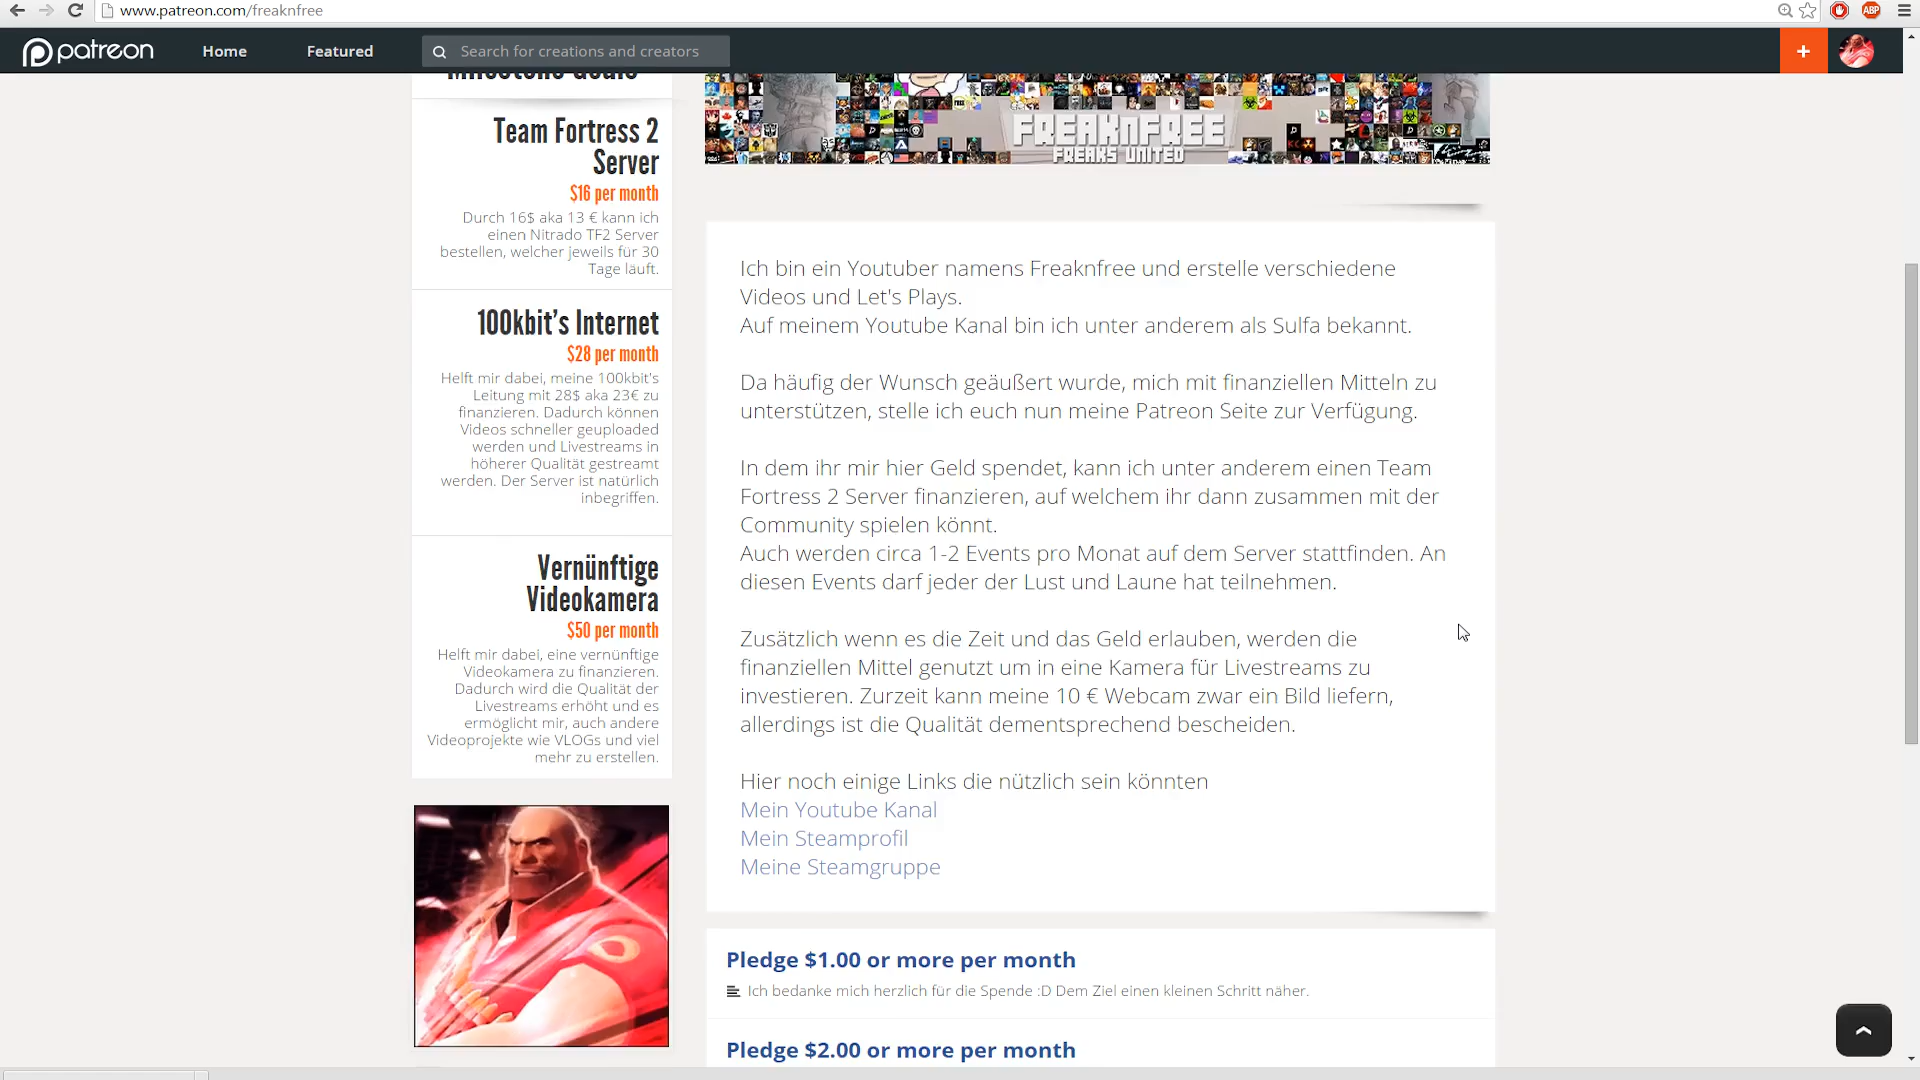 www.patreon.com/freaknfree
patreon
Home
Featured
Search for creations and creators
+
ABP
Milestone Goals
Team Fortress 2
Server
$16 per month
Durch 16$ aka 13 € kann ich
einen Nitrado TF2 Server
bestellen, welcher jeweils für 30
Tage läuft.
100kbit's Internet
$28 per month
Helft mir dabei, meine 100kbit's
Leitung mit 28$ aka 23€ zu
finanzieren. Dadurch können
Videos schneller geuploaded
werden und Livestreams in
höherer Qualität gestreamt
werden. Der Server ist natürlich
inbegriffen.
Vernünftige
Videokamera
$50 per month
Helft mir dabei, eine vernünftige
Videokamera zu finanzieren.
Dadurch wird die Qualität der
Livestreams erhöht und es
ermöglicht mir, auch andere
Videoprojekte wie VLOGs und viel
mehr zu erstellen.
FREAKNFREE
FREAKS UNITED
Ich bin ein Youtuber namens Freaknfree und erstelle verschiedene
Videos und Let's Plays.
Auf meinem Youtube Kanal bin ich unter anderem als Sulfa bekannt.
Da häufig der Wunsch geäußert wurde, mich mit finanziellen Mitteln zu
unterstützen, stelle ich euch nun meine Patreon Seite zur Verfügung.
In dem ihr mir hier Geld spendet, kann ich unter anderem einen Team
Fortress 2 Server finanzieren, auf welchem ihr dann zusammen mit der
Community spielen könnt.
Auch werden circa 1-2 Events pro Monat auf dem Server stattfinden. An
diesen Events darf jeder der Lust und Laune hat teilnehmen.
Zusätzlich wenn es die Zeit und das Geld erlauben, werden die
finanziellen Mittel genutzt um in eine Kamera für Livestreams zu
investieren. Zurzeit kann meine 10 € Webcam zwar ein Bild liefern,
allerdings ist die Qualität dementsprechend bescheiden.
Hier noch einige Links die nützlich sein könnten
Mein Youtube Kanal
Mein Steamprofil
Meine Steamgruppe
Pledge $1.00 or more per month
Ich bedanke mich herzlich für die Spende :D Dem Ziel einen kleinen Schritt näher.
Pledge $2.00 or more per month